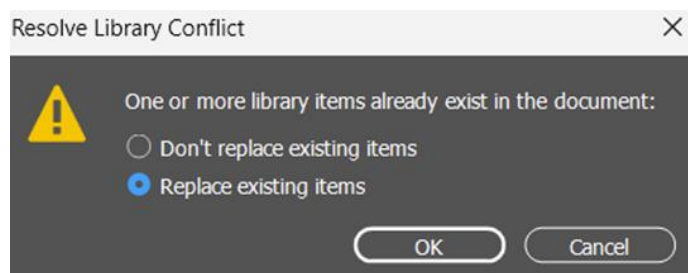 Resolve Library Conflict
One or more library items already exist in the document:
Don't replace existing items
Replace existing items
OK
Cancel